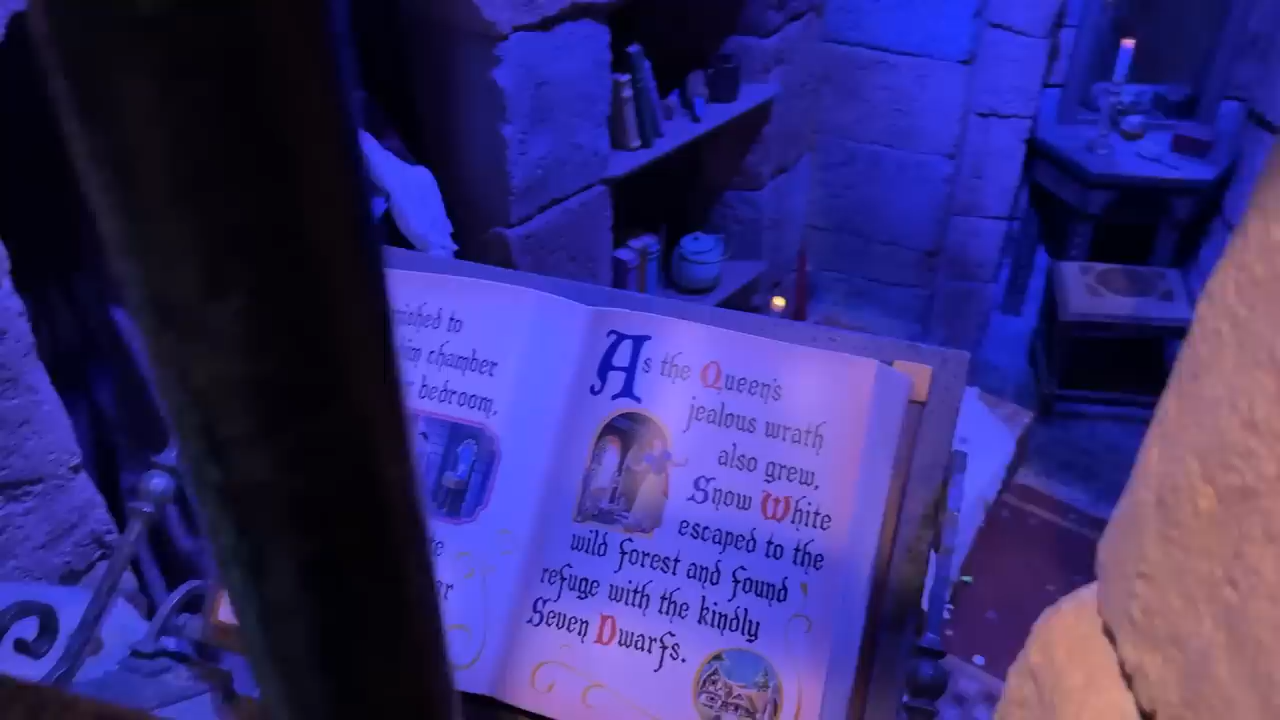 to
chamber
bedroom,
As the Queen's
jealous wrath
also grew,
Snow White
escaped to the
wild forest and found
refuge with the kindly
Seven Dwarfs.